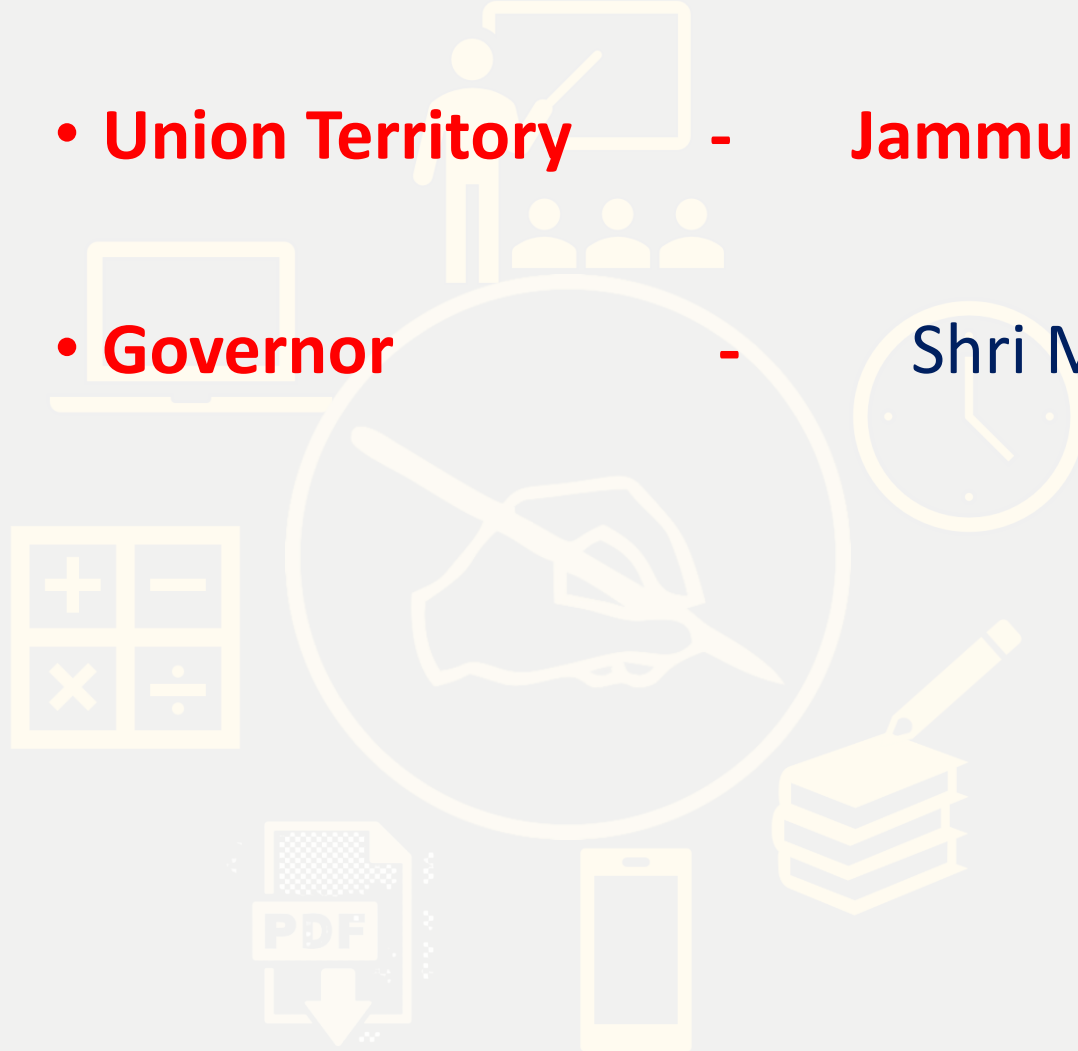 • Union Territory - Jammu
• Governor - Shri
+ −
× ÷
PDF